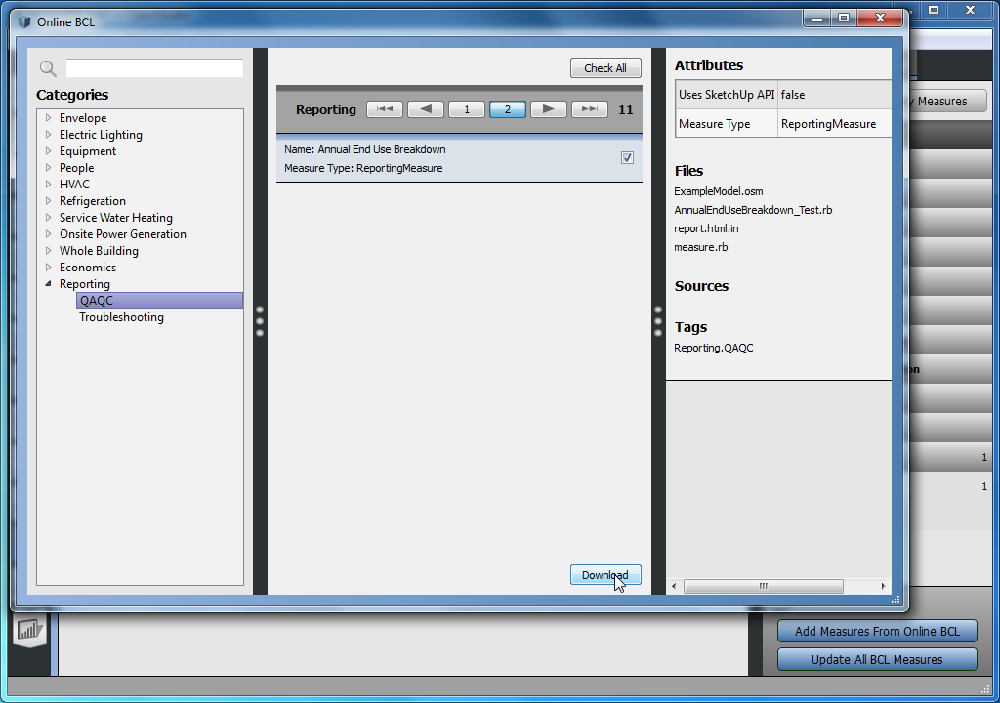 Online BCL
Check All
Categories
Envelope
Electric Lighting
Equipment
People
HVAC
Refrigeration
Service Water Heating
Onsite Power Generation
Whole Building
Economics
Reporting
QAQC
Troubleshooting
Reporting 1 2 11
Name: Annual End Use Breakdown
Measure Type: ReportingMeasure
Download
Attributes
Uses SketchUp API false
Measure Type ReportingMeasure
Files
ExampleModel.osm
AnnualEndUseBreakdown_Test.rb
report.html.in
measure.rb
Sources
Tags
Reporting.QAQC
y Measures
on
1
1
Add Measures From Online BCL
Update All BCL Measures